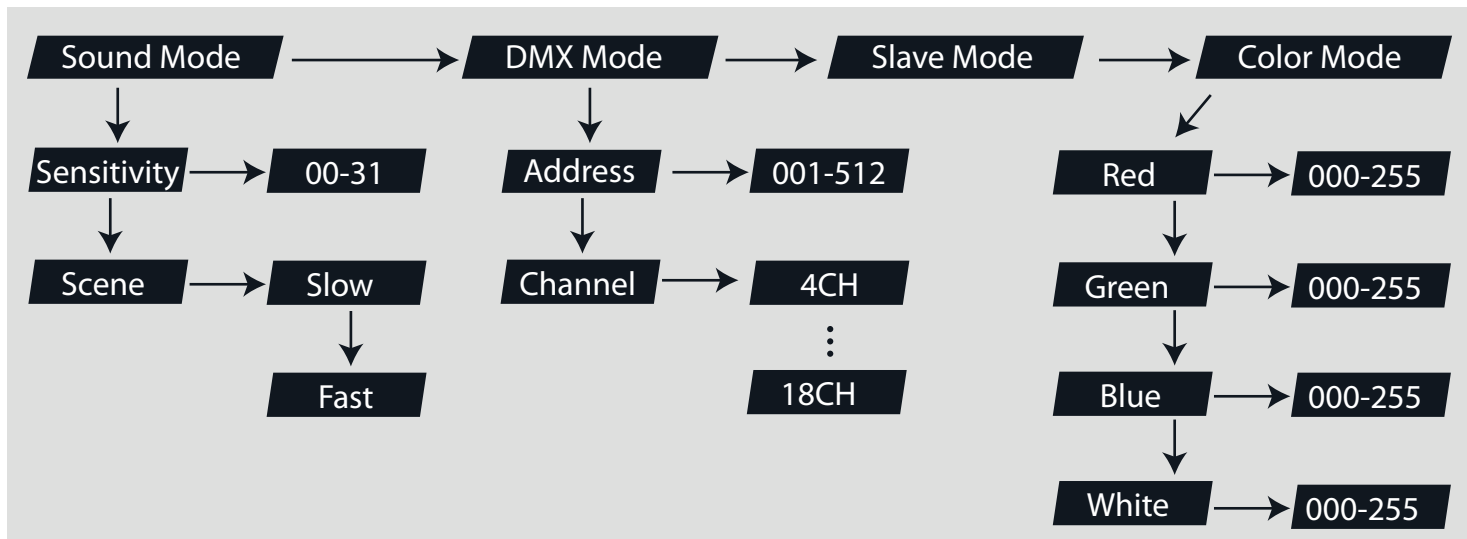 Sound Mode
DMX Mode
Slave Mode
Color Mode
Sensitivity
00-31
Address
001-512
Red
000-255
Scene
Slow
Channel
4CH
Green
000-255
Fast
18CH
Blue
000-255
White
000-255